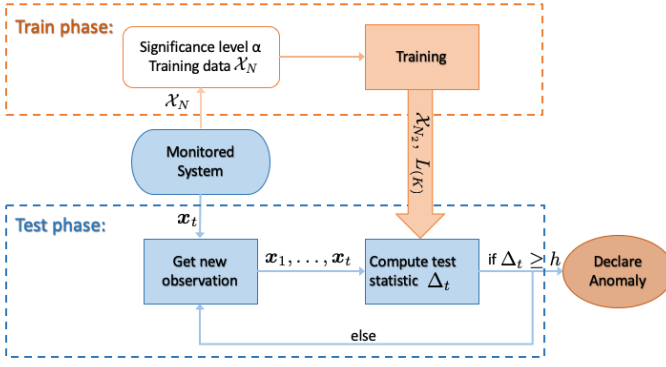 Train phase:
Significance level α
Training data 𝒳_N
Training
𝒳_N
𝒳_{N_2}, L_{(K)}
Monitored
System
Test phase:
𝒙_t
Get new
observation
𝒙_1, . . . , 𝒙_t
Compute test
statistic Δ_t
if Δ_t ≥ h
Declare
Anomaly
else